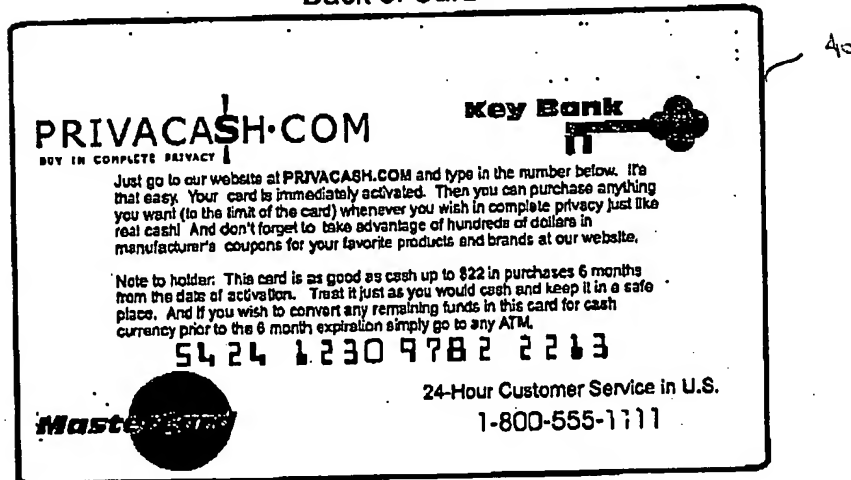 Back of Card
40
PRIVACASH·COM
BUY IN COMPLETE PRIVACY
Key Bank
Just go to our website at PRIVACASH.COM and type in the number below. It's
that easy. Your card is immediately activated. Then you can purchase anything
you want (to the limit of the card) whenever you wish in complete privacy just like
real cash! And don't forget to take advantage of hundreds of dollars in
manufacturer's coupons for your favorite products and brands at our website.
Note to holder: This card is as good as cash up to $22 in purchases 6 months
from the date of activation. Treat it just as you would cash and keep it in a safe
place. And if you wish to convert any remaining funds in this card for cash
currency prior to the 6 month expiration simply go to any ATM.
5424 1230 9782 2213
MasterCard
24-Hour Customer Service in U.S.
1-800-555-1111